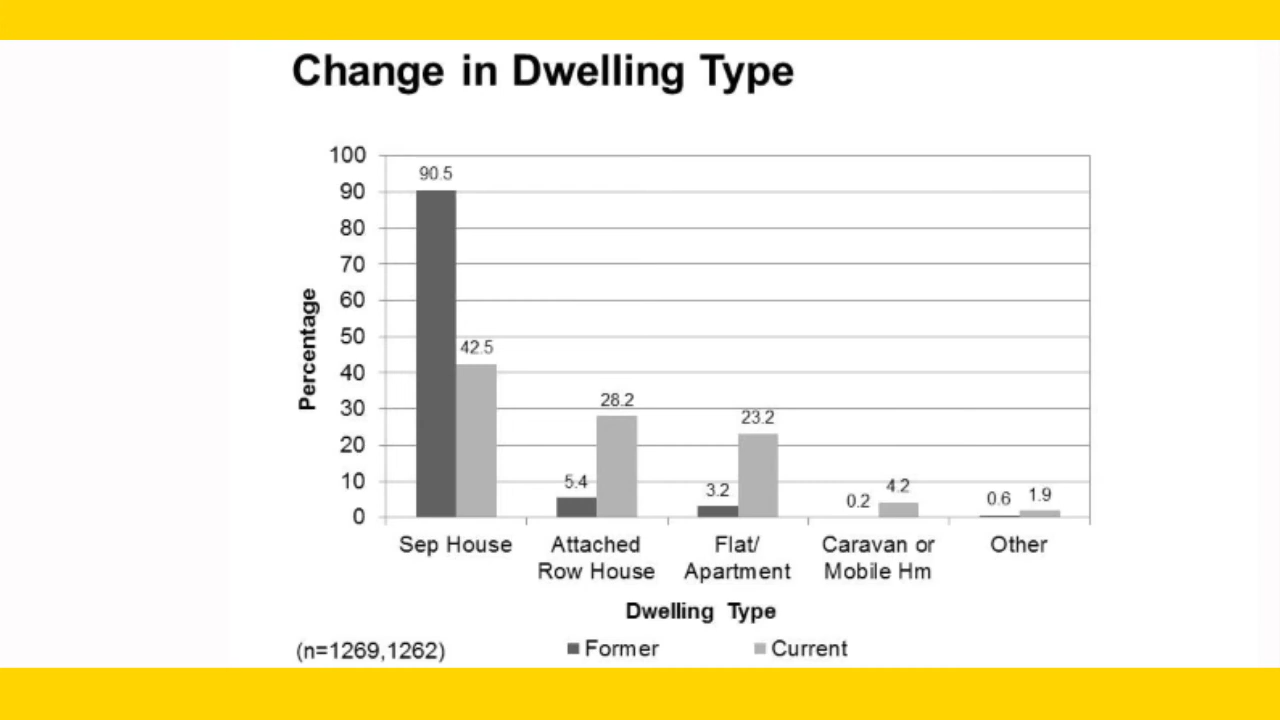 Change in Dwelling Type
100
90
80
70
60
50
40
30
20
10
0
Percentage
90.5
42.5
5.4
28.2
3.2
23.2
0.2
4.2
0.6
1.9
Sep House
Attached
Row House
Flat/
Apartment
Caravan or
Mobile Hm
Other
Dwelling Type
(n=1269,1262)
Former
Current